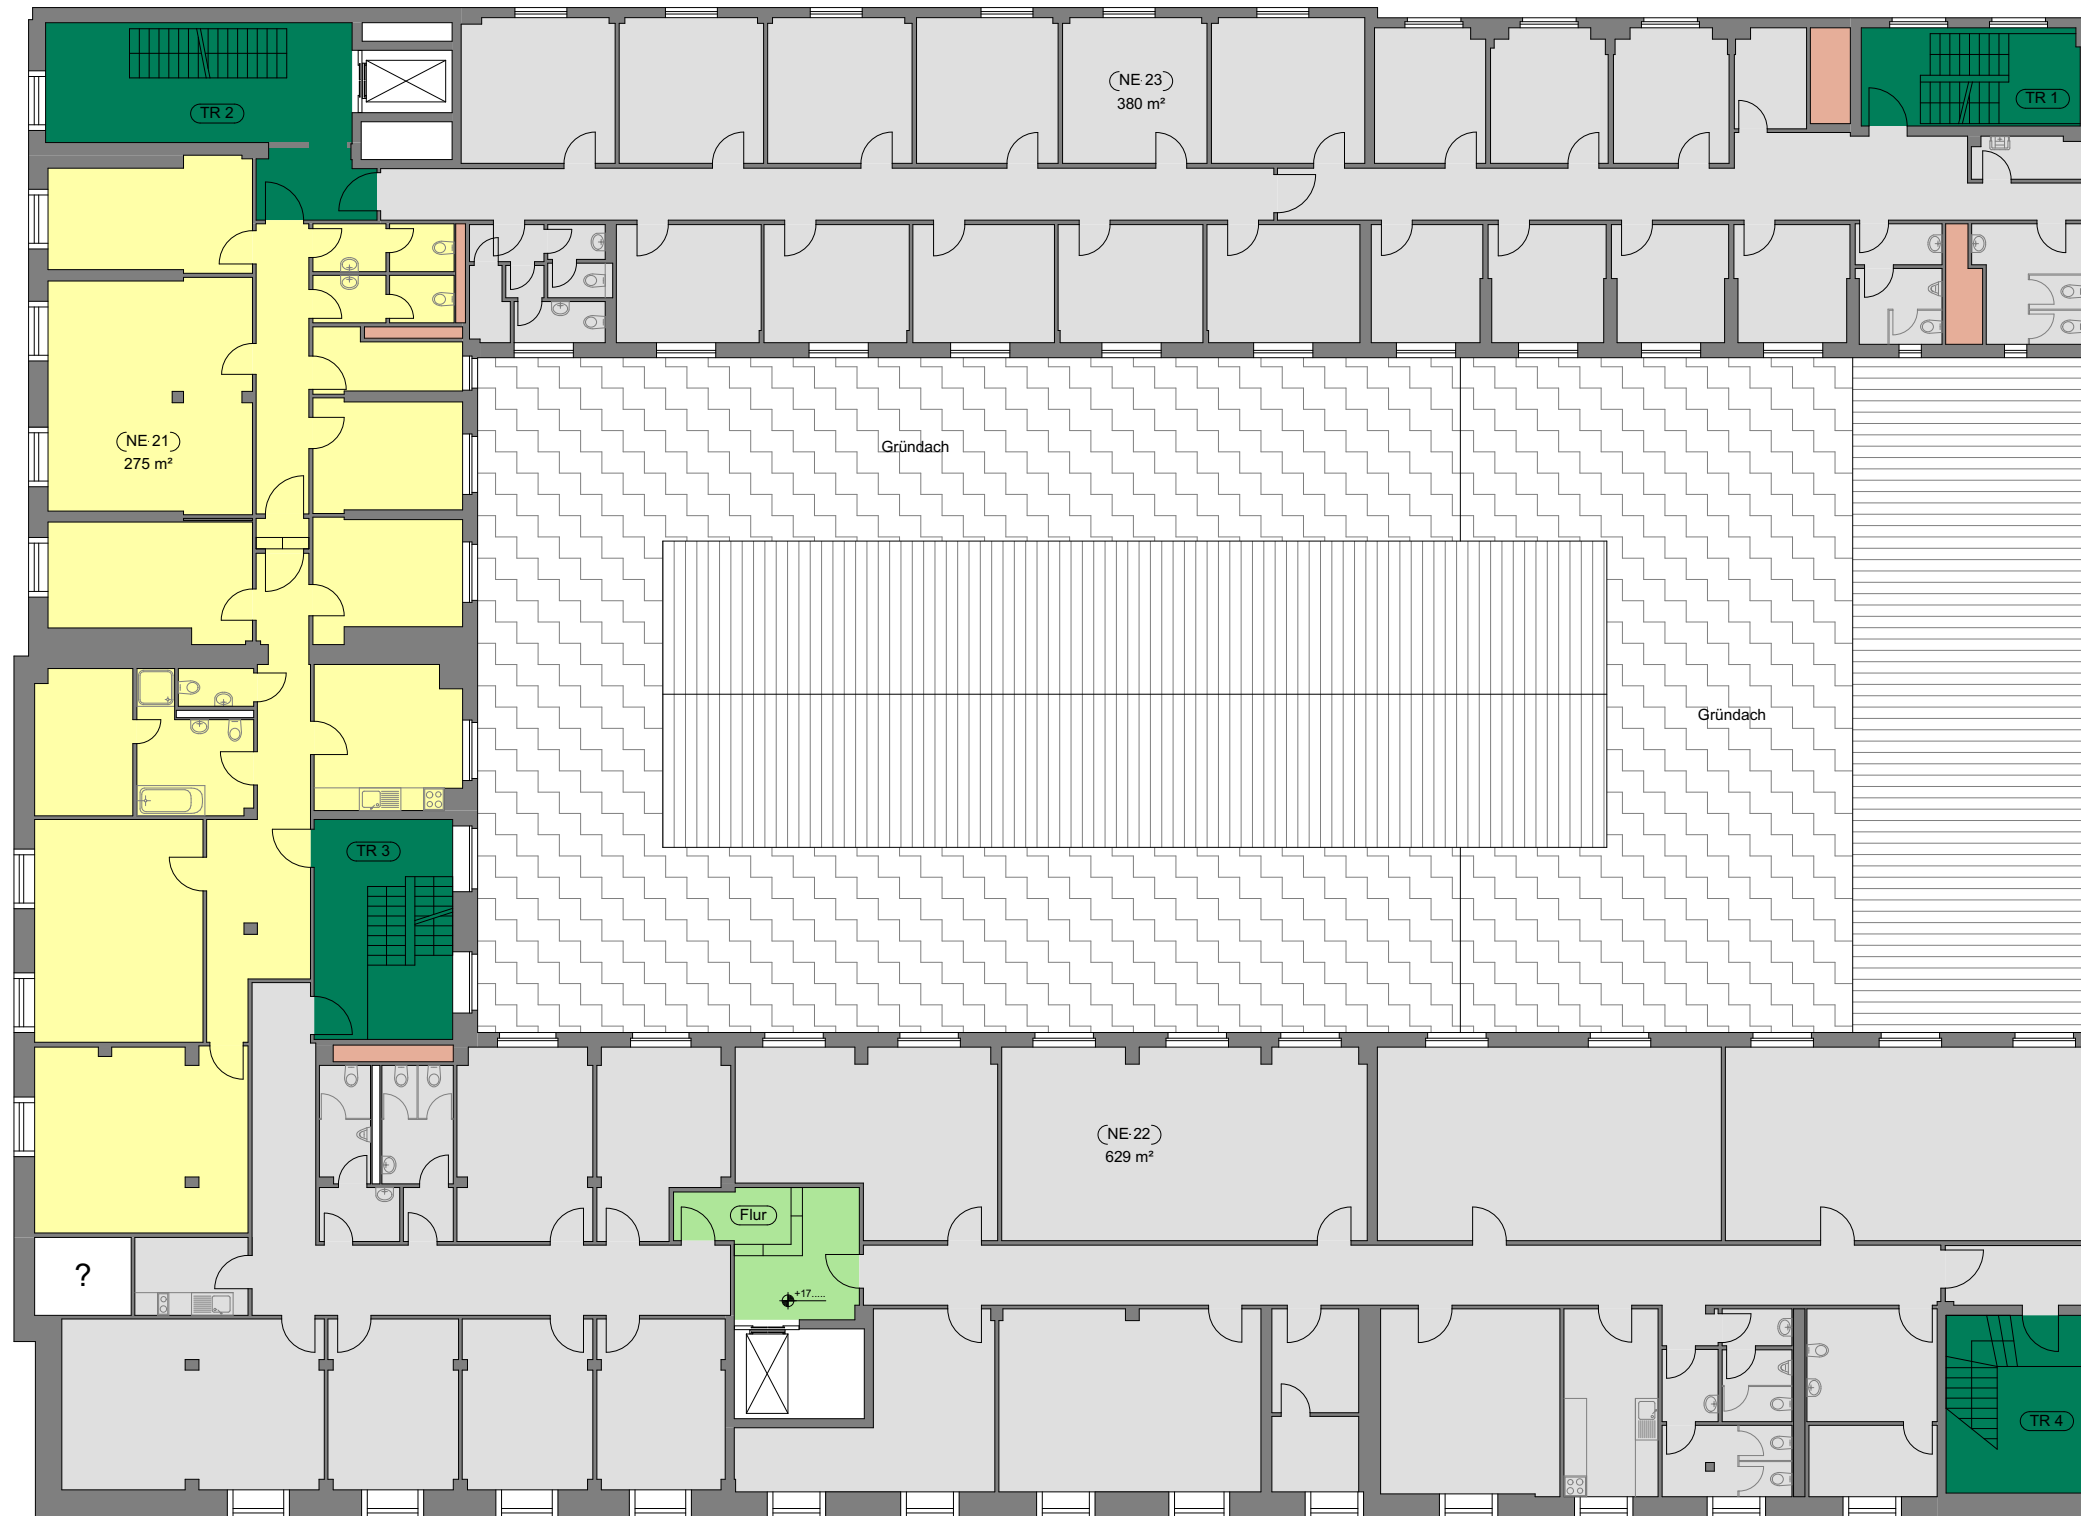 NE 23
380 m²
TR 2
TR 1
NE 21
275 m²
Gründach
Gründach
TR 3
NE 22
629 m²
Flur
?
+17.....
TR 4